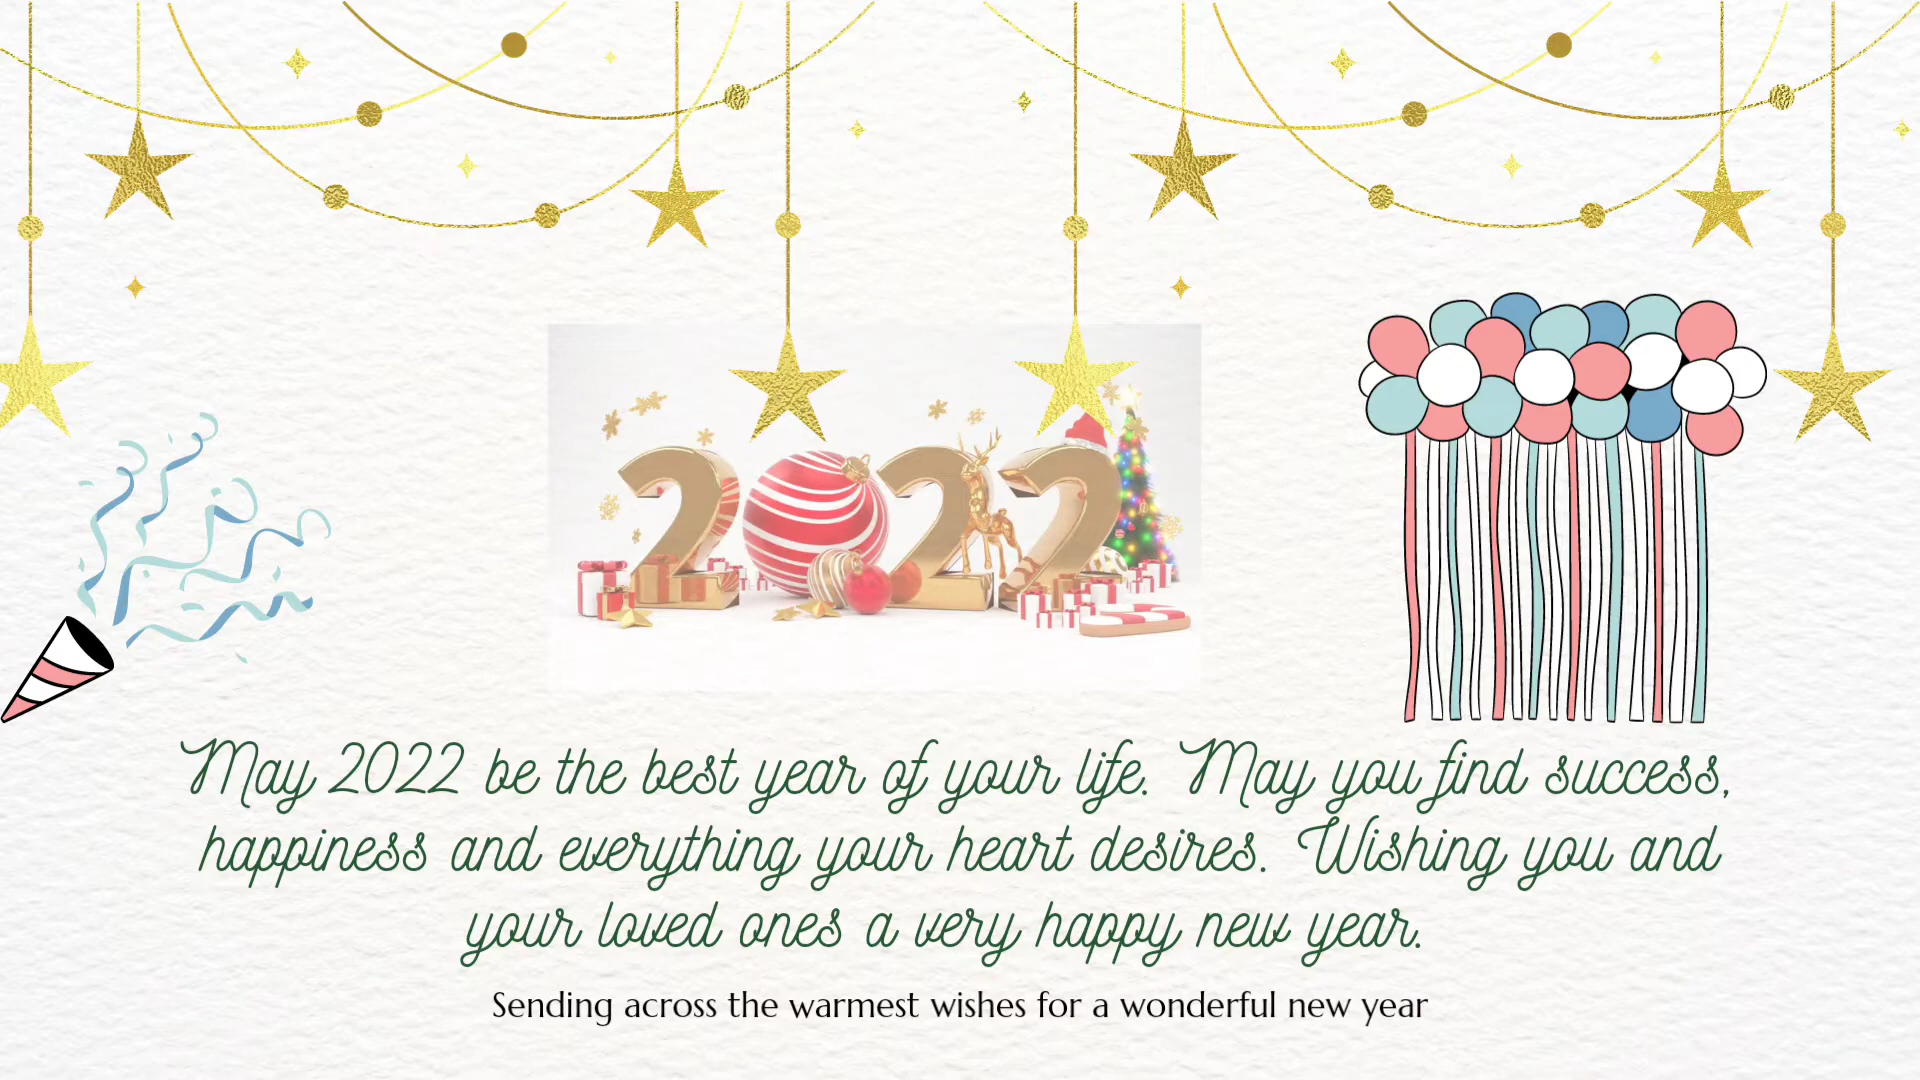 2022
May 2022 be the best year of your life. May you find success,
happiness and everything your heart desires. Wishing you and
your loved ones a very happy new year.
Sending across the warmest wishes for a wonderful new year